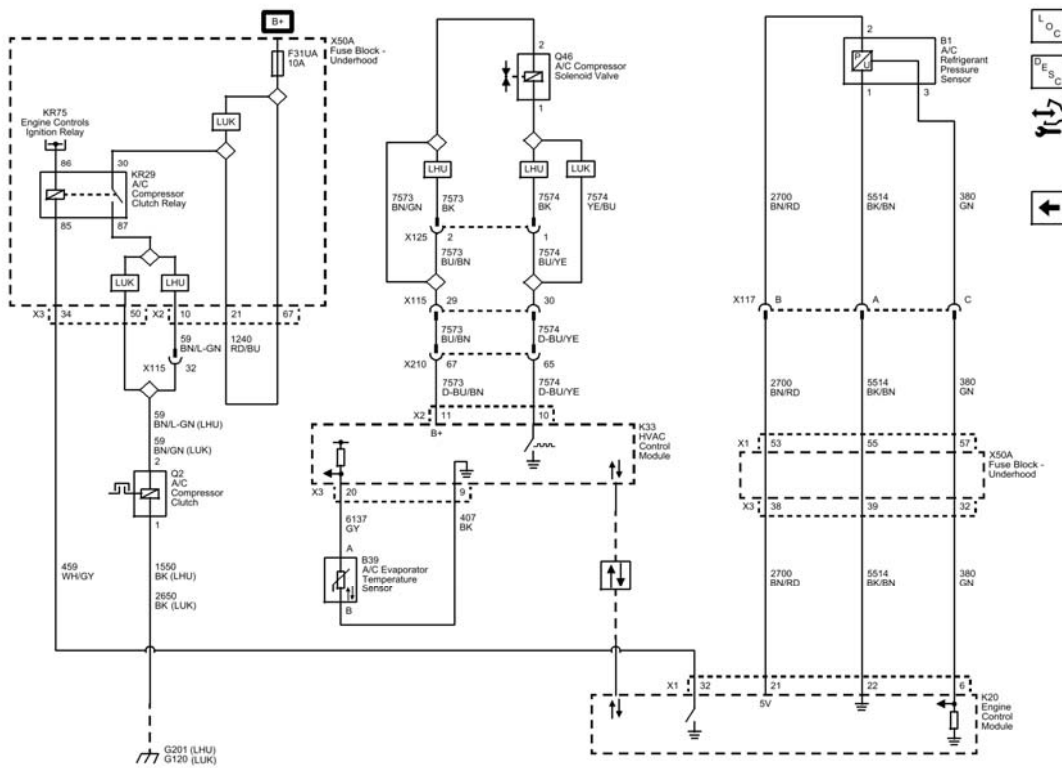 B+
X50A
Fuse Block -
Underhood
F31UA
10A
LUK
KR75
Engine Controls
Ignition Relay
86
30
KR29
A/C
Compressor
Clutch Relay
85
87
LUK
LHU
X3
34
50
X2
10
21
67
59
BN/L-GN
1240
RD/BU
X115
32
59
BN/L-GN (LHU)
59
BN/GN (LUK)
2
Q2
A/C
Compressor
Clutch
1
459
WH/GY
1550
BK (LHU)
2650
BK (LUK)
G201 (LHU)
G120 (LUK)
2
Q46
A/C Compressor
Solenoid Valve
1
LHU
LHU
LUK
7573
BN/GN
7573
BK
7574
BK
7574
YE/BU
X125
2
1
7573
BU/BN
7574
BU/YE
X115
29
30
7573
BU/BN
7574
D-BU/YE
X210
67
65
7573
D-BU/BN
7574
D-BU/YE
X2
11
10
B+
K33
HVAC
Control
Module
X3
20
9
6137
GY
407
BK
A
B39
A/C Evaporator
Temperature
Sensor
B
2
B1
A/C
Refrigerant
Pressure
Sensor
P
U
1
3
2700
BN/RD
5514
BK/BN
380
GN
X117
B
A
C
2700
BN/RD
5514
BK/BN
380
GN
X1
53
55
57
X50A
Fuse Block -
Underhood
X3
38
39
32
2700
BN/RD
5514
BK/BN
380
GN
X1
32
21
22
6
5V
K20
Engine
Control
Module
LOC
DESC